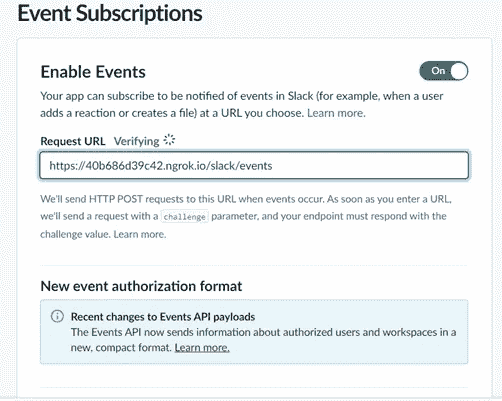 Event Subscriptions
Enable Events
On
Your app can subscribe to be notified of events in Slack (for example, when a user
adds a reaction or creates a file) at a URL you choose. Learn more.
Request URL Verifying
https://40b686d39c42.ngrok.io/slack/events
We'll send HTTP POST requests to this URL when events occur. As soon as you enter a URL,
we'll send a request with a challenge parameter, and your endpoint must respond with the
challenge value. Learn more.
New event authorization format
Recent changes to Events API payloads
The Events API now sends information about authorized users and workspaces in a
new, compact format. Learn more.